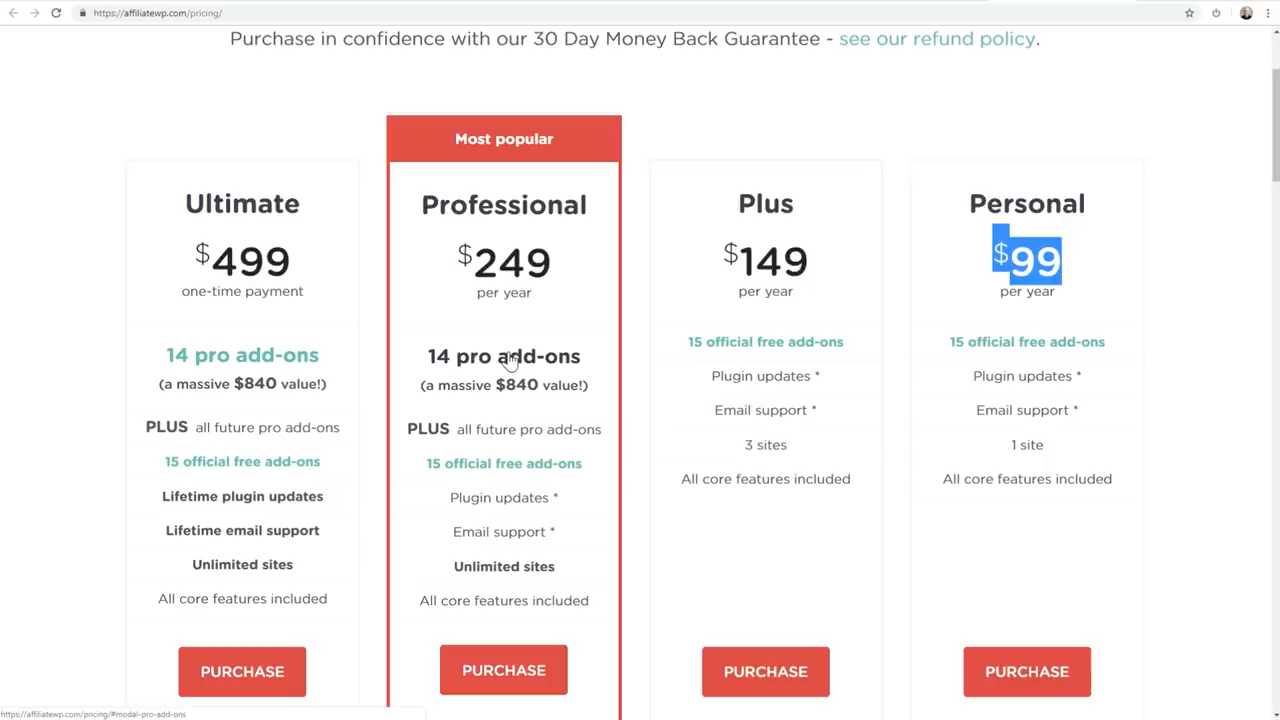 https://affiliatewp.com/pricing/
Purchase in confidence with our 30 Day Money Back Guarantee - see our refund policy.
Ultimate
$499
one-time payment
14 pro add-ons
(a massive $840 value!)
PLUS all future pro add-ons
15 official free add-ons
Lifetime plugin updates
Lifetime email support
Unlimited sites
All core features included
PURCHASE
Most popular
Professional
$249
per year
14 pro add-ons
(a massive $840 value!)
PLUS all future pro add-ons
15 official free add-ons
Plugin updates *
Email support *
Unlimited sites
All core features included
PURCHASE
Plus
$149
per year
15 official free add-ons
Plugin updates *
Email support *
3 sites
All core features included
PURCHASE
Personal
$99
per year
15 official free add-ons
Plugin updates *
Email support *
1 site
All core features included
PURCHASE
https://affiliatewp.com/pricing/#modal-pro-add-ons